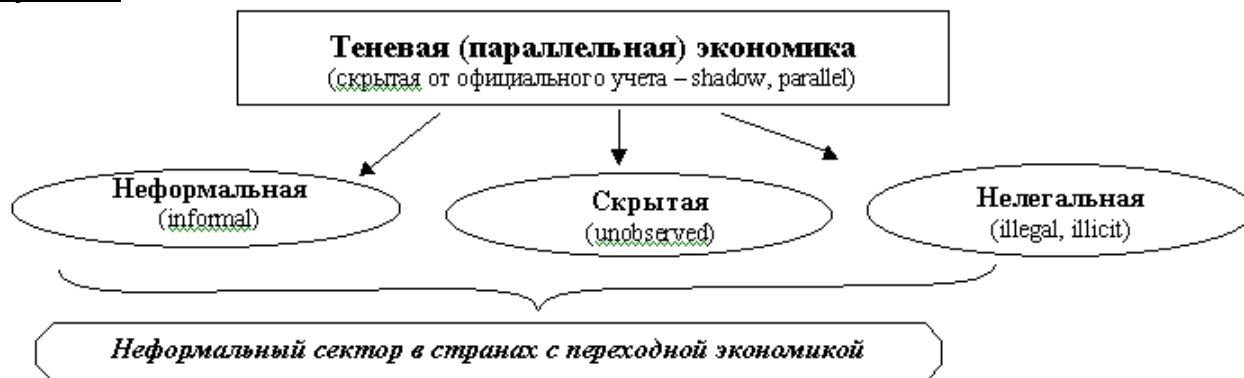 Теневая (параллельная) экономика
(скрытая от официального учета – shadow, parallel)
Неформальная
(informal)
Скрытая
(unobserved)
Нелегальная
(illegal, illicit)
Неформальный сектор в странах с переходной экономикой